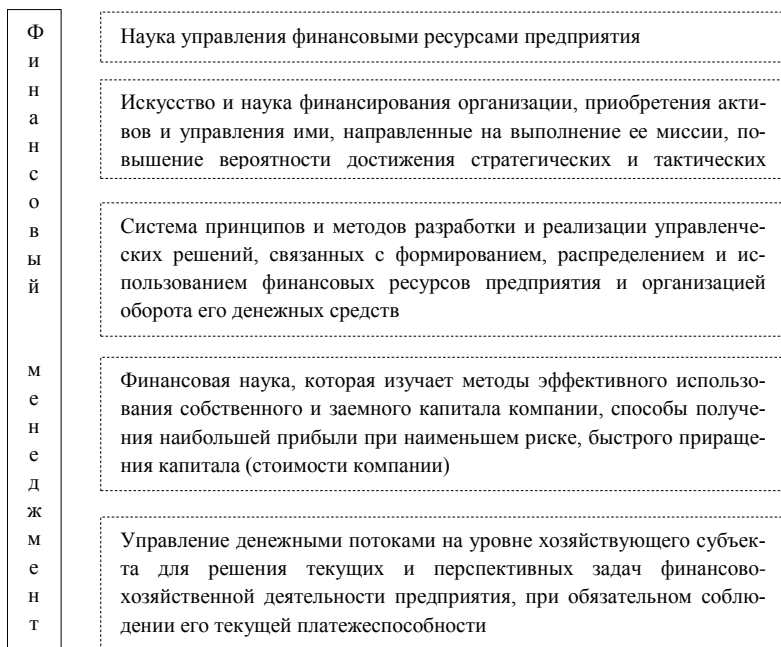 Финансовый менеджмент
Наука управления финансовыми ресурсами предприятия
Искусство и наука финансирования организации, приобретения акти-
вов и управления ими, направленные на выполнение ее миссии, по-
вышение вероятности достижения стратегических и тактических
Система принципов и методов разработки и реализации управленче-
ских решений, связанных с формированием, распределением и ис-
пользованием финансовых ресурсов предприятия и организацией
оборота его денежных средств
Финансовая наука, которая изучает методы эффективного использо-
вания собственного и заемного капитала компании, способы получе-
ния наибольшей прибыли при наименьшем риске, быстрого прираще-
ния капитала (стоимости компании)
Управление денежными потоками на уровне хозяйствующего субъек-
та для решения текущих и перспективных задач финансово-
хозяйственной деятельности предприятия, при обязательном соблю-
дении его текущей платежеспособности